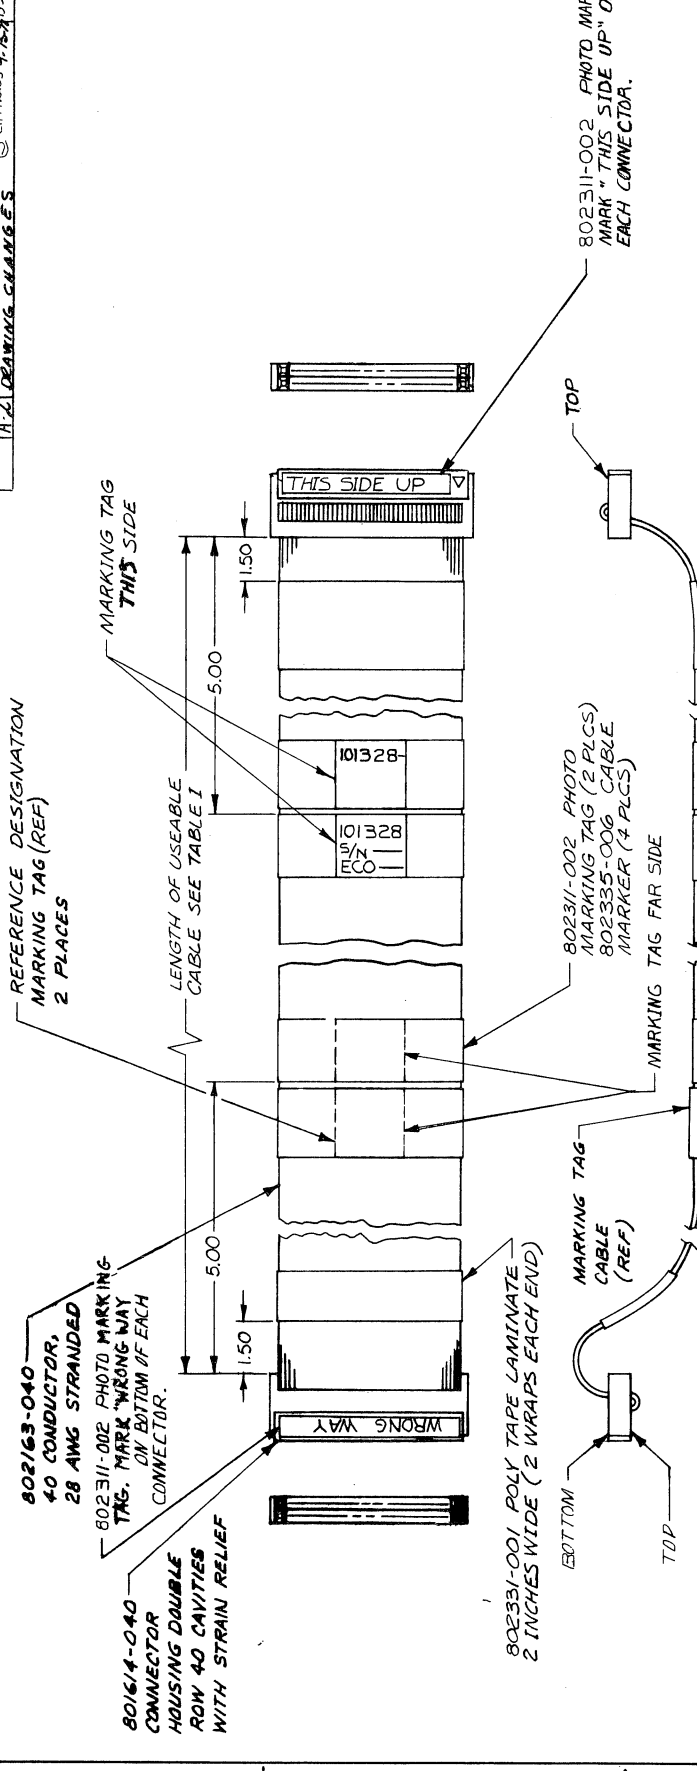 A-2 DRAWING CHANGES
REFERENCE DESIGNATION
MARKING TAG (REF)
2 PLACES
MARKING TAG
THIS SIDE
LENGTH OF USEABLE
CABLE SEE TABLE I
802163-040
40 CONDUCTOR,
28 AWG STRANDED
802311-002 PHOTO MARKING
TAG. MARK "WRONG WAY
ON BOTTOM OF EACH
CONNECTOR.
801614-040
CONNECTOR
HOUSING DOUBLE
ROW 40 CAVITIES
WITH STRAIN RELIEF
5.00
1.50
5.00
1.50
WRONG WAY
101328
S/N
ECO
101328-
THIS SIDE UP
802331-001 POLY TAPE LAMINATE
2 INCHES WIDE (2 WRAPS EACH END)
802311-002 PHOTO
MARKING TAG (2 PLCS)
802335-006 CABLE
MARKER (4 PLCS)
MARKING TAG FAR SIDE
802311-002 PHOTO MAR
MARK "THIS SIDE UP" O
EACH CONNECTOR.
BOTTOM
TOP
MARKING TAG
CABLE
(REF)
TOP